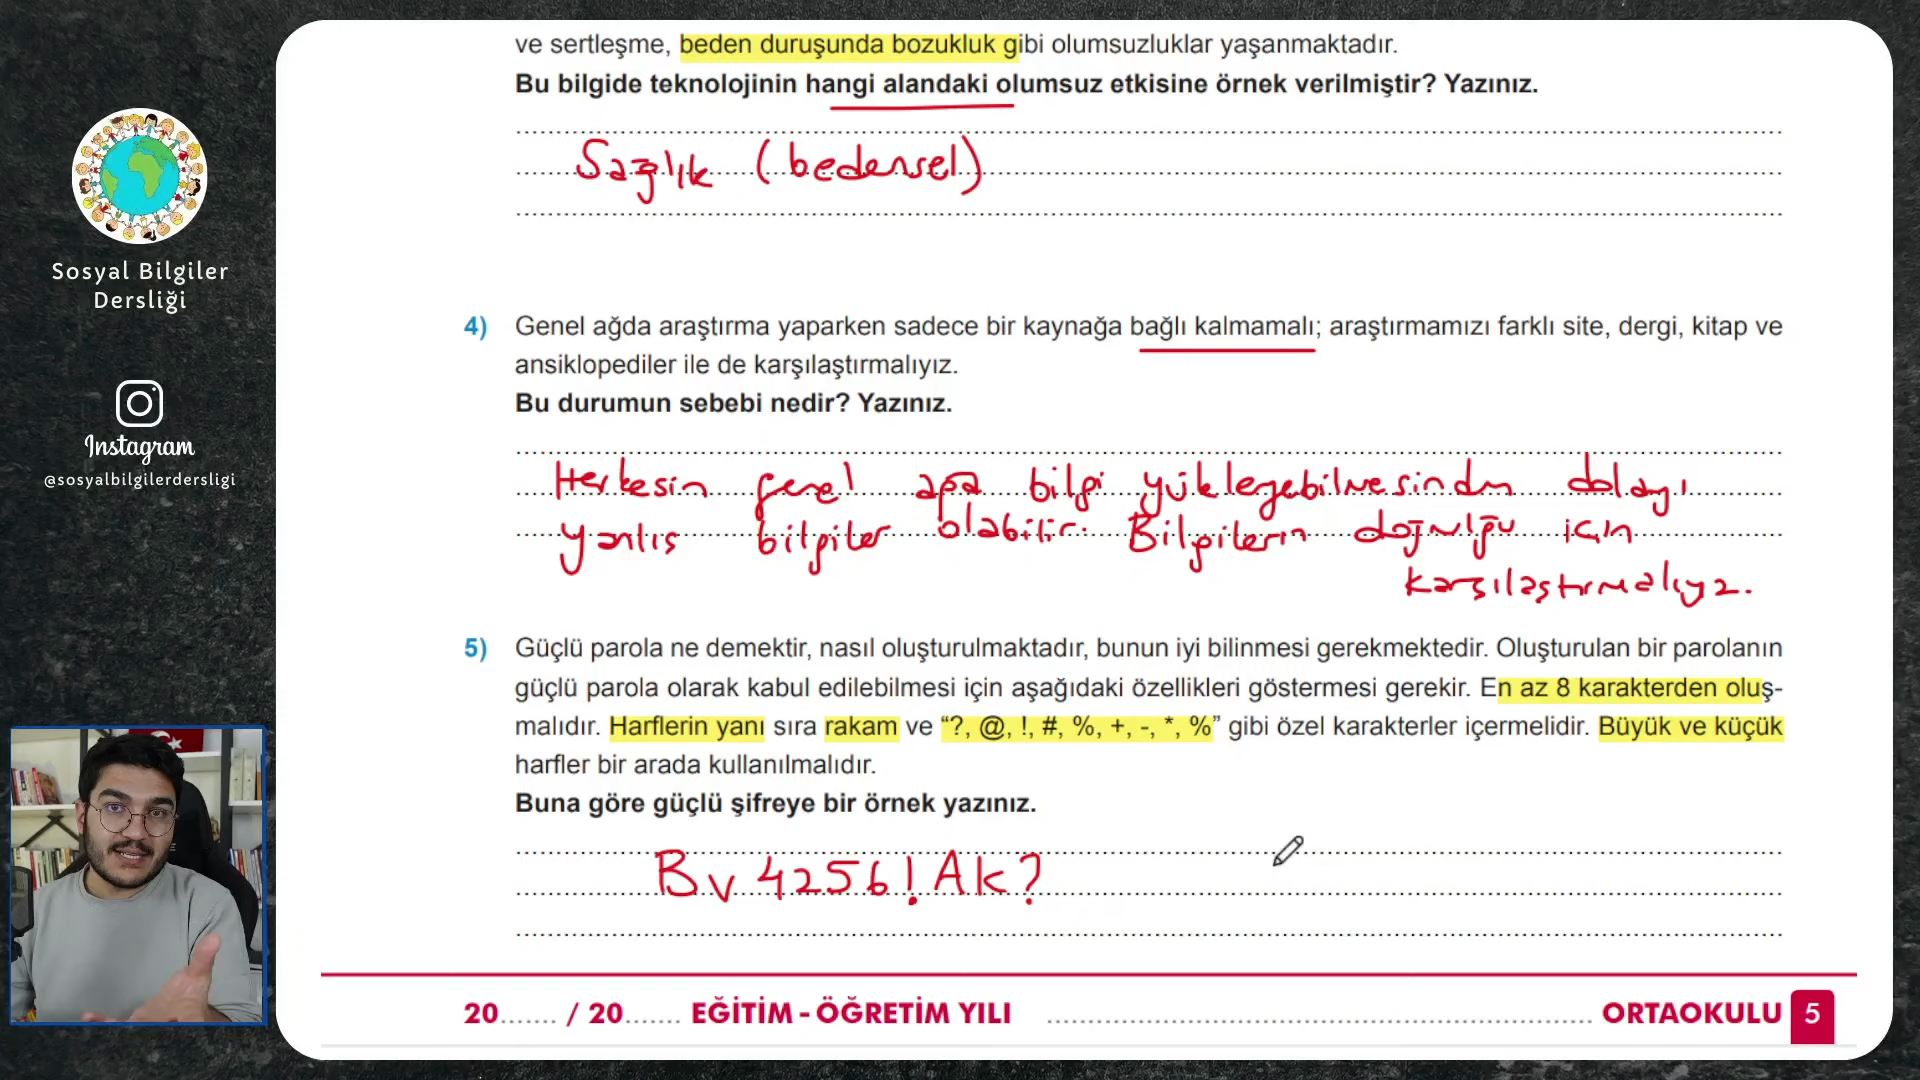 Sosyal Bilgiler
Dersliği
Instagram
@sosyalbilgilerdersligi
ve sertleşme, beden duruşunda bozukluk gibi olumsuzluklar yaşanmaktadır.
Bu bilgide teknolojinin hangi alandaki olumsuz etkisine örnek verilmiştir? Yazınız.
Sağlık (bedensel)
4) Genel ağda araştırma yaparken sadece bir kaynağa bağlı kalmamalı; araştırmamızı farklı site, dergi, kitap ve
ansiklopediler ile de karşılaştırmalıyız.
Bu durumun sebebi nedir? Yazınız.
Herkesin genel ağa bilgi yükleyebilmesinden dolayı
yanlış bilgiler olabilir. Bilgilerin doğruluğu için
karşılaştırmalıyız.
5) Güçlü parola ne demektir, nasıl oluşturulmaktadır, bunun iyi bilinmesi gerekmektedir. Oluşturulan bir parolanın
güçlü parola olarak kabul edilebilmesi için aşağıdaki özellikleri göstermesi gerekir. En az 8 karakterden oluş-
malıdır. Harflerin yanı sıra rakam ve “?, @, !, #, %, +, -, *, %” gibi özel karakterler içermelidir. Büyük ve küçük
harfler bir arada kullanılmalıdır.
Buna göre güçlü şifreye bir örnek yazınız.
Bv4256!Ak?
20....... / 20....... EĞİTİM - ÖĞRETİM YILI ORTAOKULU 5